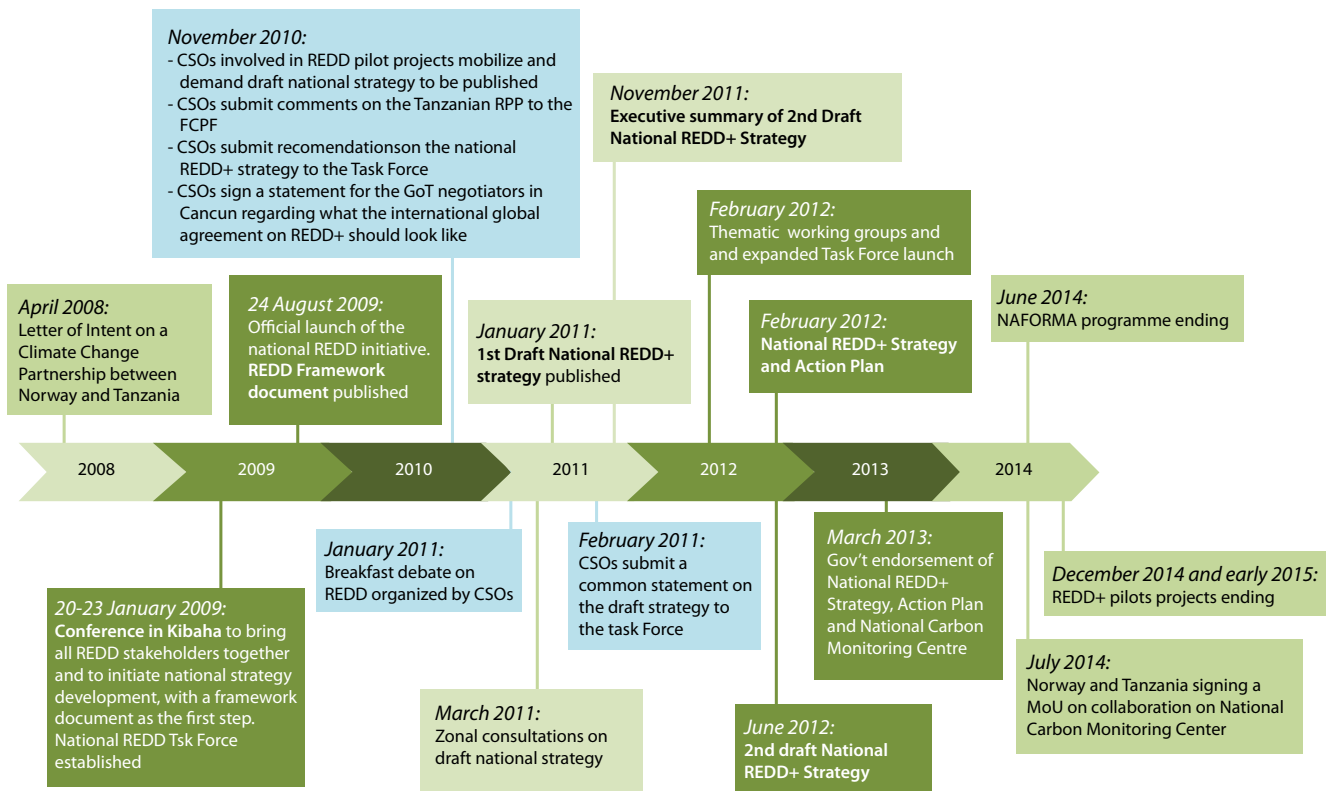 November 2010:
- CSOs involved in REDD pilot projects mobilize and
demand draft national strategy to be published
- CSOs submit comments on the Tanzanian RPP to the
FCPF
- CSOs submit recomendationson the national
REDD+ strategy to the Task Force
- CSOs sign a statement for the GoT negotiators in
Cancun regarding what the international global
agreement on REDD+ should look like
November 2011:
Executive summary of 2nd Draft
National REDD+ Strategy
February 2012:
Thematic working groups and
and expanded Task Force launch
April 2008:
Letter of Intent on a
Climate Change
Partnership between
Norway and Tanzania
24 August 2009:
Official launch of the
national REDD initiative.
REDD Framework
document published
January 2011:
1st Draft National REDD+
strategy published
February 2012:
National REDD+ Strategy
and Action Plan
June 2014:
NAFORMA programme ending
2008
2009
2010
2011
2012
2013
2014
20-23 January 2009:
Conference in Kibaha to bring
all REDD stakeholders together
and to initiate national strategy
development, with a framework
document as the first step.
National REDD Tsk Force
established
January 2011:
Breakfast debate on
REDD organized by CSOs
March 2011:
Zonal consultations on
draft national strategy
February 2011:
CSOs submit a
common statement on
the draft strategy to
the task Force
June 2012:
2nd draft National
REDD+ Strategy
March 2013:
Gov't endorsement of
National REDD+
Strategy, Action Plan
and National Carbon
Monitoring Centre
December 2014 and early 2015:
REDD+ pilots projects ending
July 2014:
Norway and Tanzania signing a
MoU on collaboration on National
Carbon Monitoring Center